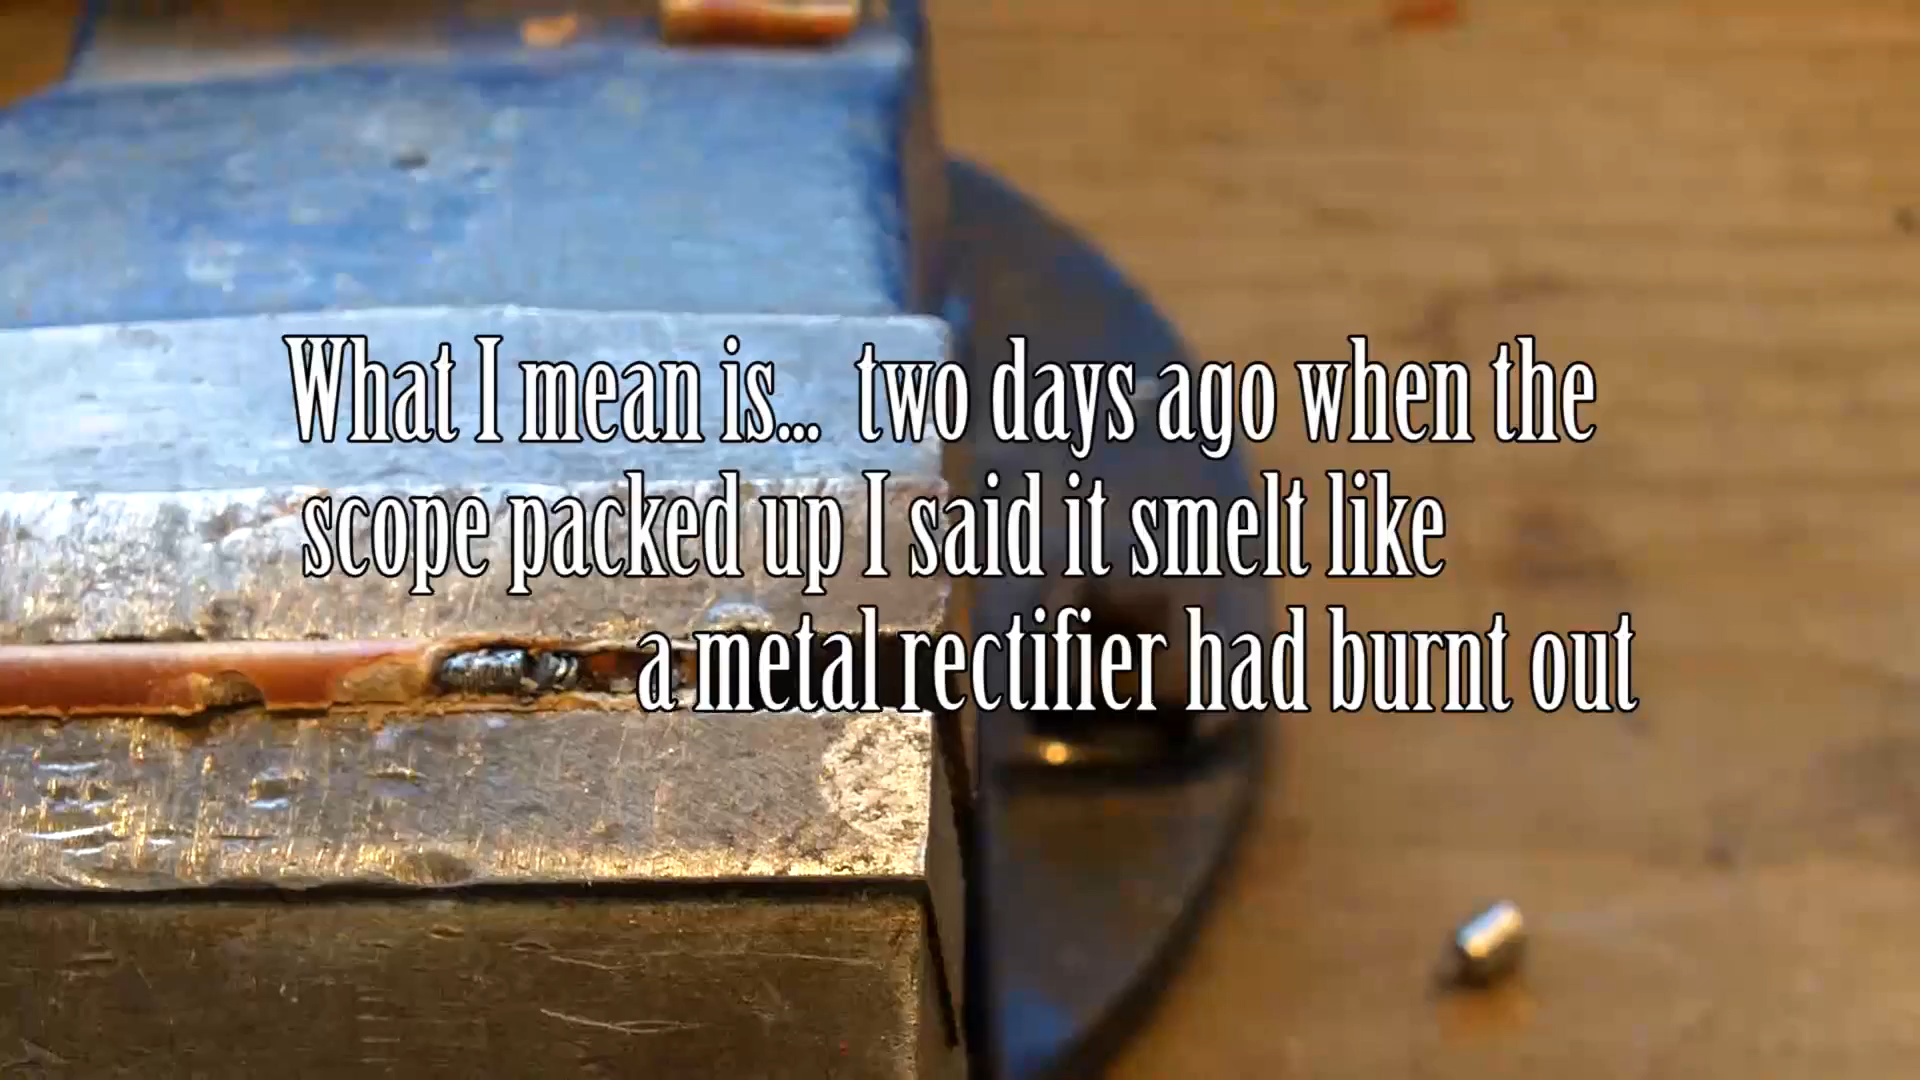 What I mean is... two days ago when the
scope packed up I said it smelt like
a metal rectifier had burnt out